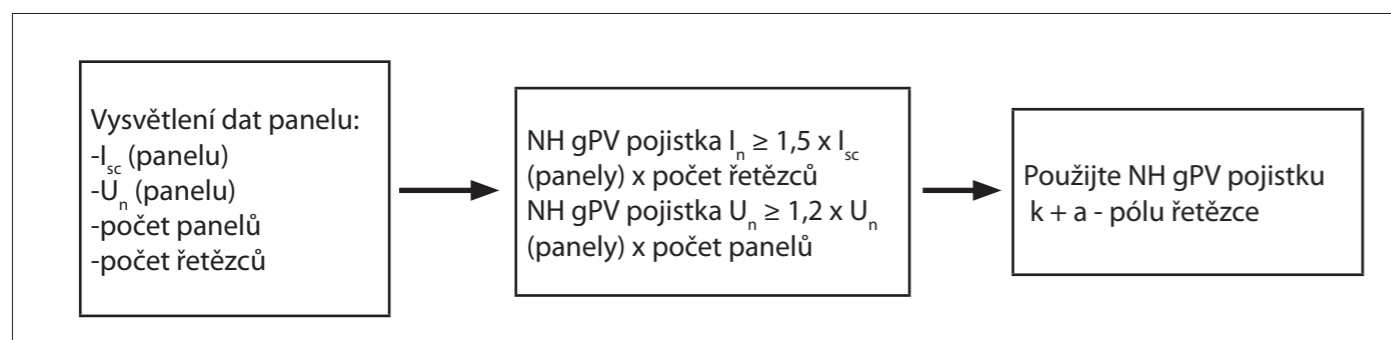 Vysvětlení dat panelu:
-Isc (panelu)
-Un (panelu)
-počet panelů
-počet řetězců
NH gPV pojistka In ≥ 1,5 x Isc
(panely) x počet řetězců
NH gPV pojistka Un ≥ 1,2 x Un
(panely) x počet panelů
Použijte NH gPV pojistku
k + a - pólu řetězce